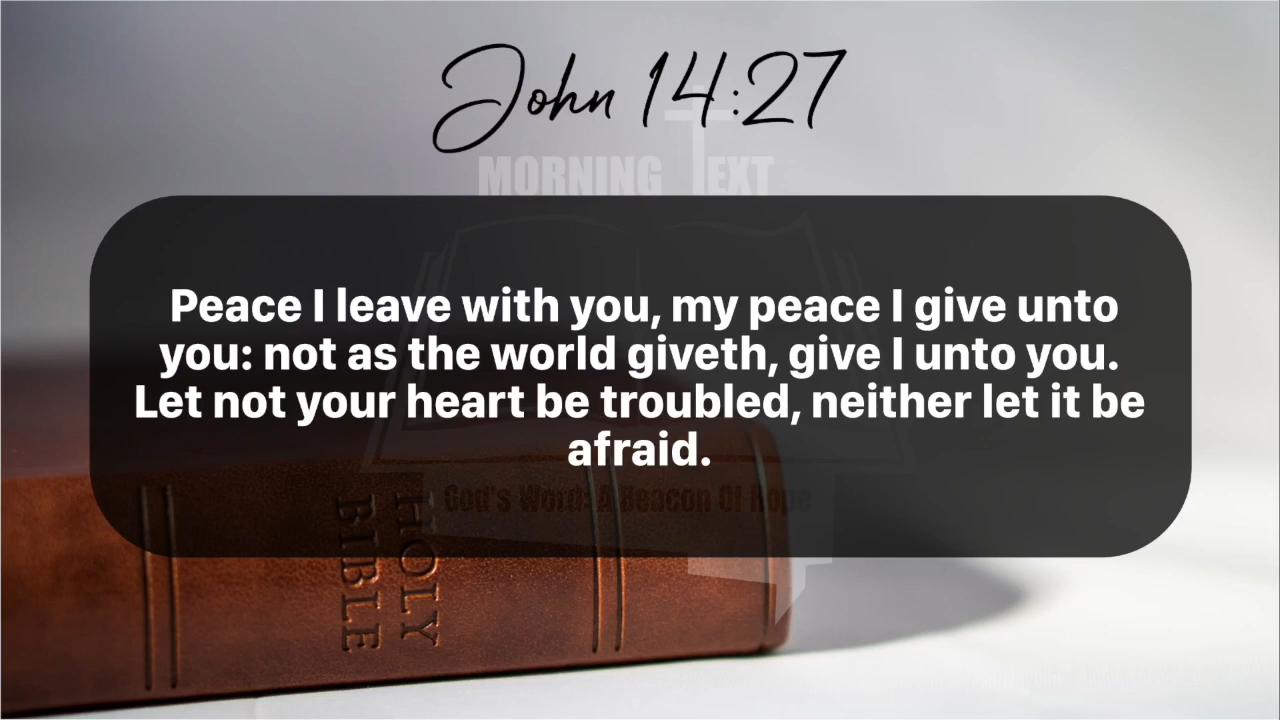 John 14:27
MORNING TEXT
Peace I leave with you, my peace I give unto
you: not as the world giveth, give I unto you.
Let not your heart be troubled, neither let it be
afraid.
God's Word: A Beacon Of Hope
HOLY
BIBLE